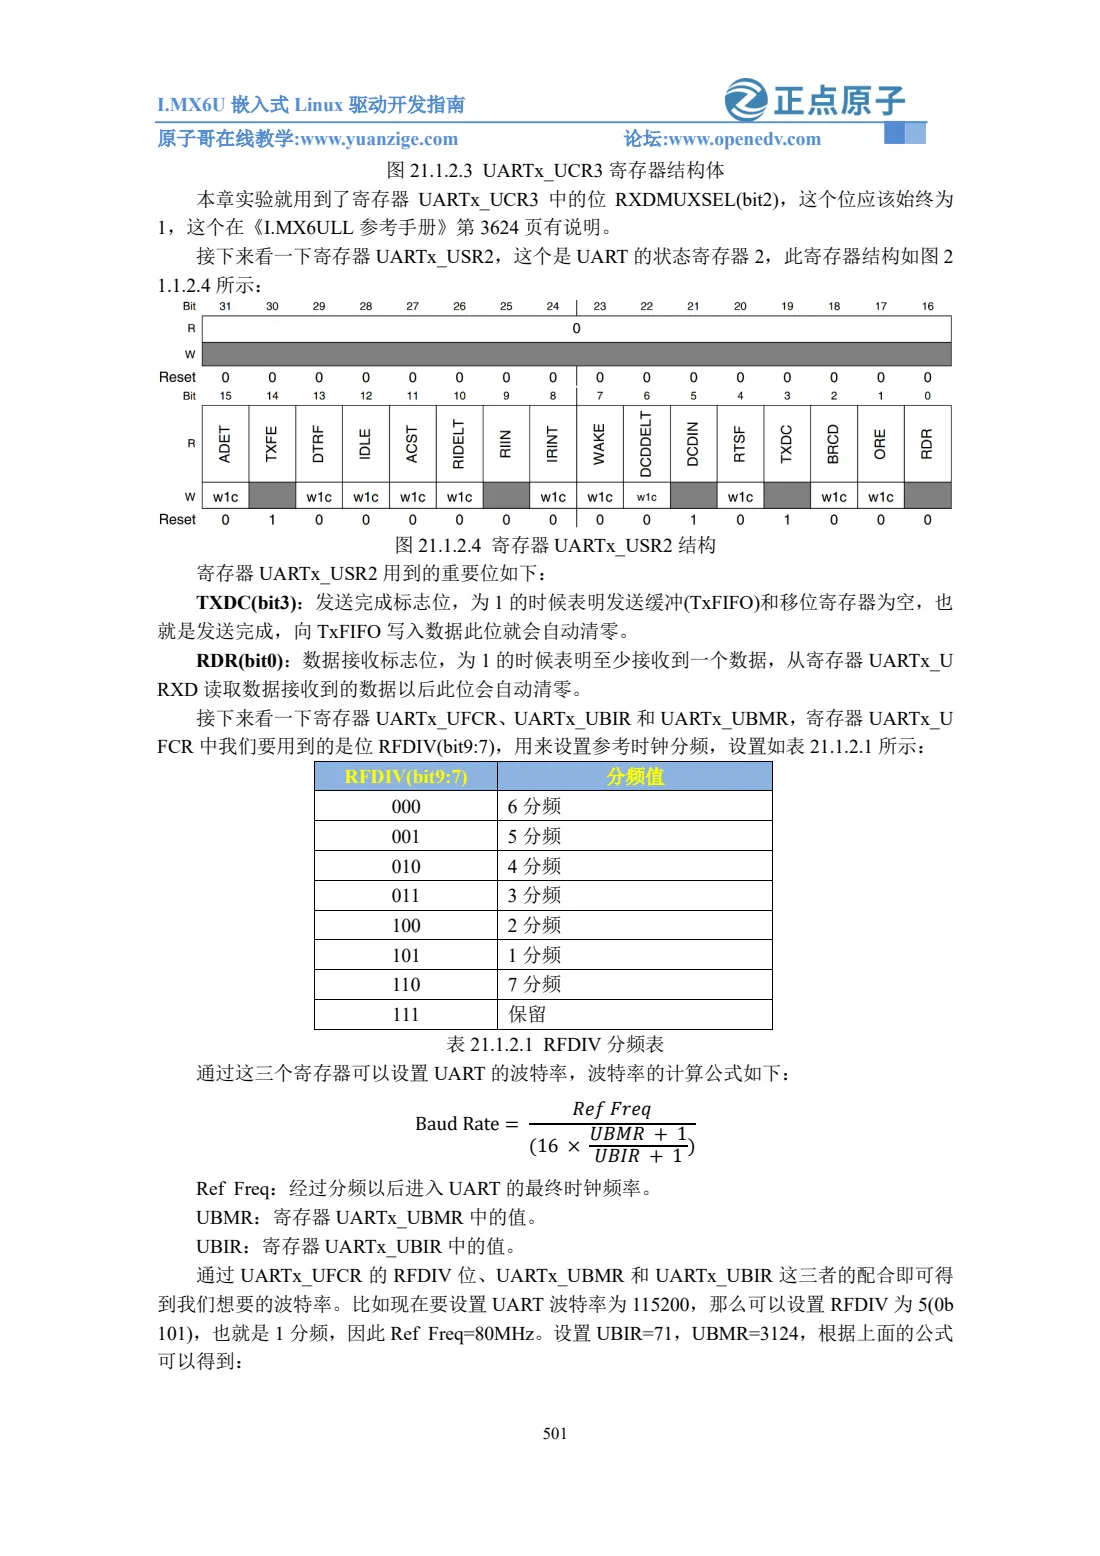 I.MX6U 嵌入式 Linux 驱动开发指南
正点原子
原子哥在线教学:www.yuanzige.com 论坛:www.openedv.com
图 21.1.2.3 UARTx_UCR3 寄存器结构体
本章实验就用到了寄存器 UARTx_UCR3 中的位 RXDMUXSEL(bit2)，这个位应该始终为
1，这个在《I.MX6ULL 参考手册》第 3624 页有说明。
接下来看一下寄存器 UARTx_USR2，这个是 UART 的状态寄存器 2，此寄存器结构如图 2
1.1.2.4 所示：
Bit 31 30 29 28 27 26 25 24 23 22 21 20 19 18 17 16
R 0
W
Reset 0 0 0 0 0 0 0 0 0 0 0 0 0 0 0 0
Bit 15 14 13 12 11 10 9 8 7 6 5 4 3 2 1 0
R ADET TXFE DTRF IDLE ACST RIDELT RIIN IRINT WAKE DCDDELT DCDIN RTSF TXDC BRCD ORE RDR
W w1c w1c w1c w1c w1c w1c w1c w1c w1c w1c w1c
Reset 0 1 0 0 0 0 0 0 0 0 1 0 1 0 0 0
图 21.1.2.4 寄存器 UARTx_USR2 结构
寄存器 UARTx_USR2 用到的重要位如下：
TXDC(bit3)：发送完成标志位，为 1 的时候表明发送缓冲(TxFIFO)和移位寄存器为空，也
就是发送完成，向 TxFIFO 写入数据此位就会自动清零。
RDR(bit0)：数据接收标志位，为 1 的时候表明至少接收到一个数据，从寄存器 UARTx_U
RXD 读取数据接收到的数据以后此位会自动清零。
接下来看一下寄存器 UARTx_UFCR、UARTx_UBIR 和 UARTx_UBMR，寄存器 UARTx_U
FCR 中我们要用到的是位 RFDIV(bit9:7)，用来设置参考时钟分频，设置如表 21.1.2.1 所示：
RFDIV(bit9:7) 分频值
000 6 分频
001 5 分频
010 4 分频
011 3 分频
100 2 分频
101 1 分频
110 7 分频
111 保留
表 21.1.2.1 RFDIV 分频表
通过这三个寄存器可以设置 UART 的波特率，波特率的计算公式如下：
Ref Freq
Baud Rate =
(16 × UBMR + 1
UBIR + 1)
Ref Freq：经过分频以后进入 UART 的最终时钟频率。
UBMR：寄存器 UARTx_UBMR 中的值。
UBIR：寄存器 UARTx_UBIR 中的值。
通过 UARTx_UFCR 的 RFDIV 位、UARTx_UBMR 和 UARTx_UBIR 这三者的配合即可得
到我们想要的波特率。比如现在要设置 UART 波特率为 115200，那么可以设置 RFDIV 为 5(0b
101)，也就是 1 分频，因此 Ref Freq=80MHz。设置 UBIR=71，UBMR=3124，根据上面的公式
可以得到：
501